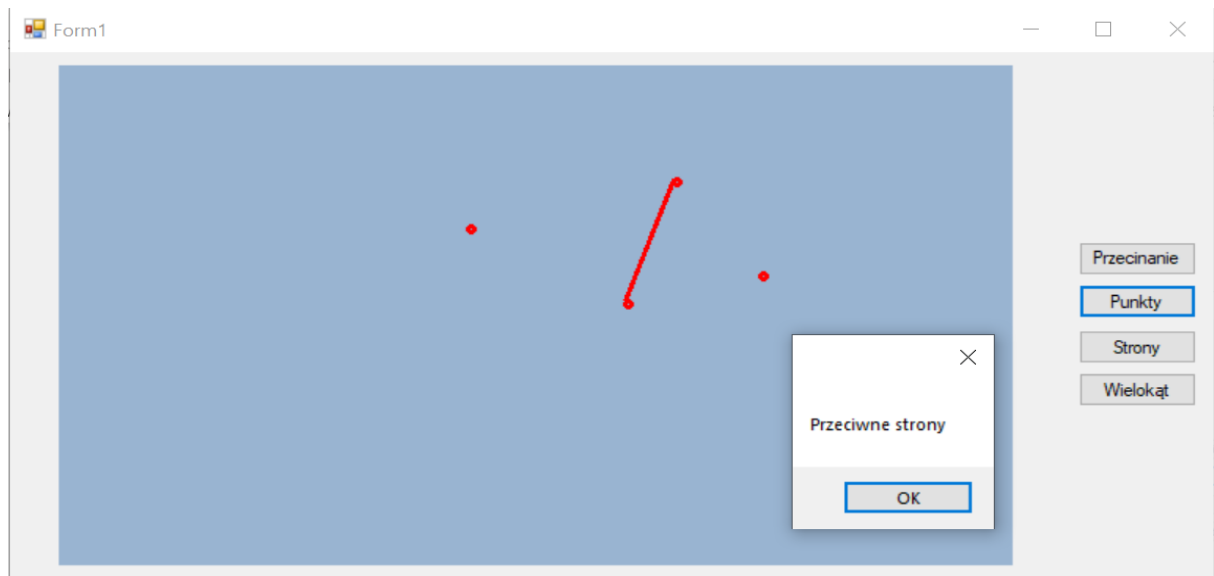 Form1
Przecinanie
Punkty
Strony
Wielokąt
Przeciwne strony
OK